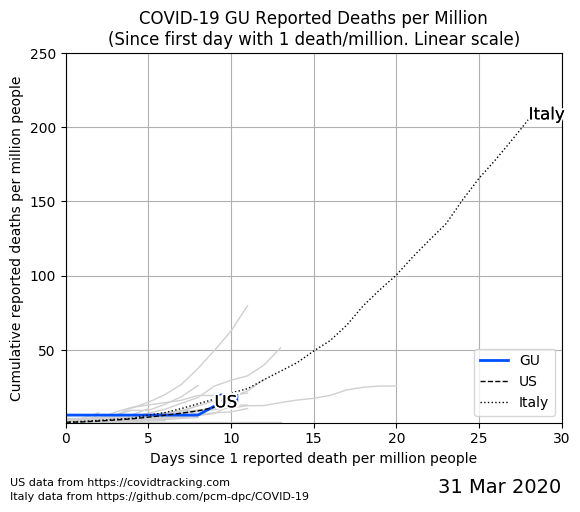 COVID-19 GU Reported Deaths per Million
(Since first day with 1 death/million. Linear scale)
250
200
150
100
50
Cumulative reported deaths per million people
Italy
US
GU
US
Italy
0
5
10
15
20
25
30
Days since 1 reported death per million people
US data from https://covidtracking.com
Italy data from https://github.com/pcm-dpc/COVID-19
31 Mar 2020